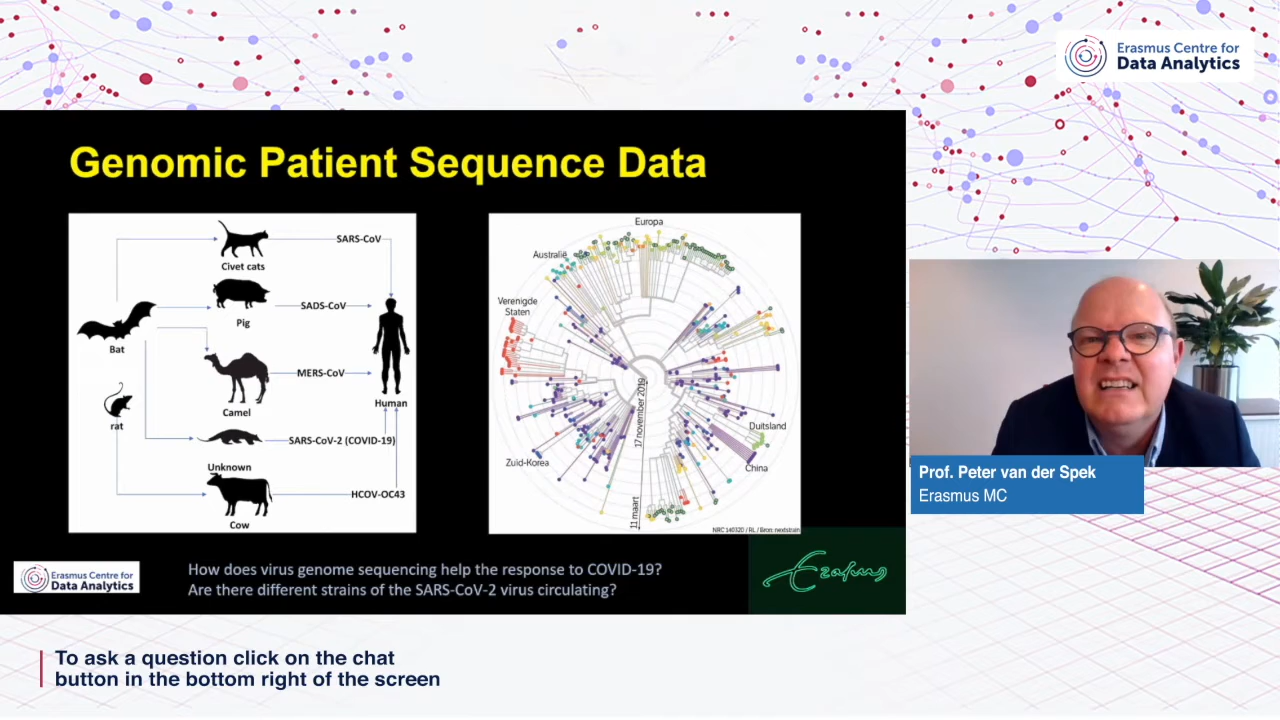 Erasmus Centre for
Data Analytics
Genomic Patient Sequence Data
SARS-CoV
Civet cats
SADS-CoV
Pig
Bat
MERS-CoV
Camel
Human
rat
SARS-CoV-2 (COVID-19)
Unknown
HCOV-OC43
Cow
Europa
Australië
Verenigde
Staten
17 november 2019
Duitsland
Zuid-Korea
China
11 maart
NRC 140320 / RL / Bron: nextstrain
Prof. Peter van der Spek
Erasmus MC
Erasmus Centre for
Data Analytics
How does virus genome sequencing help the response to COVID-19?
Are there different strains of the SARS-CoV-2 virus circulating?
Erasmus
To ask a question click on the chat
button in the bottom right of the screen